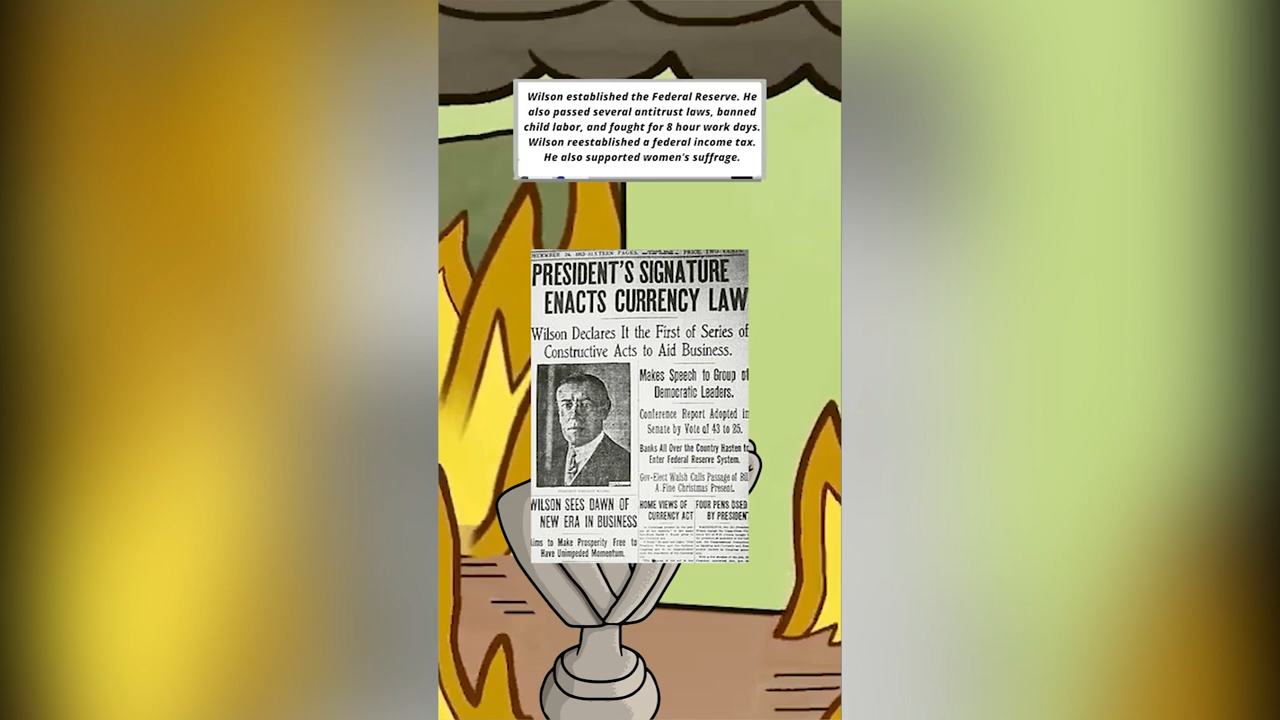 Wilson established the Federal Reserve. He
also passed several antitrust laws, banned
child labor, and fought for 8 hour work days.
Wilson reestablished a federal income tax.
He also supported women's suffrage.
PRESIDENT'S SIGNATURE
ENACTS CURRENCY LAW
Wilson Declares It the First of Series of
Constructive Acts to Aid Business.
Makes Speech to Group of
Democratic Leaders.
Conference Report Adopted in
Senate by Vote of 43 to 25.
Banks All Over the Country Hasten to
Enter Federal Reserve System.
Gov-Elect Walsh Calls Passage of Bill
A Fine Christmas Present.
WILSON SEES DAWN OF
NEW ERA IN BUSINESS
Aims to Make Prosperity Free to
Have Unimpeded Momentum.
HOME VIEWS OF
CURRENCY ACT
FOUR PENS USED
BY PRESIDENT